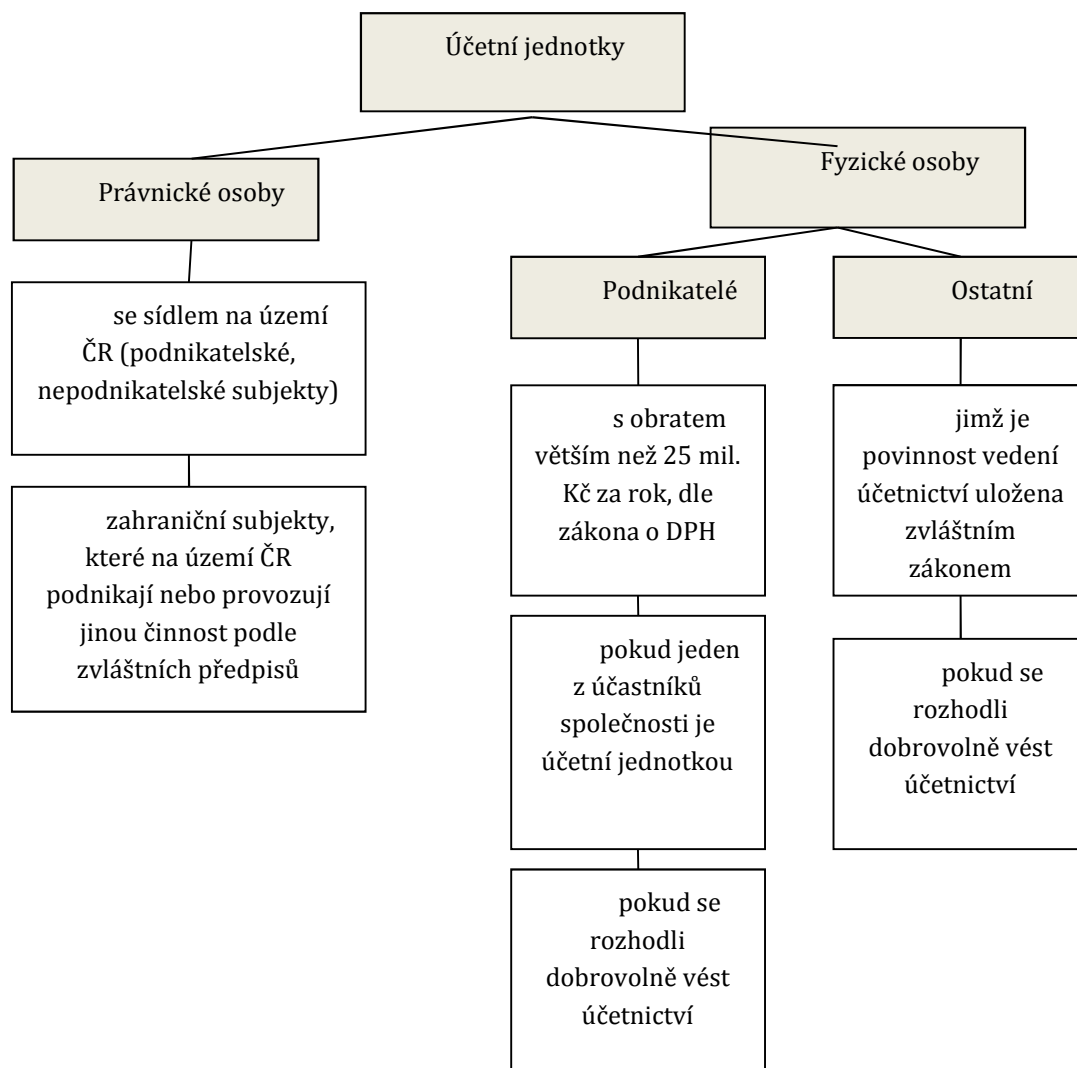 Účetní jednotky
Právnické osoby
se sídlem na území
ČR (podnikatelské,
nepodnikatelské subjekty)
zahraniční subjekty,
které na území ČR
podnikají nebo provozují
jinou činnost podle
zvláštních předpisů
Fyzické osoby
Podnikatelé
s obratem
větším než 25 mil.
Kč za rok, dle
zákona o DPH
pokud jeden
z účastníků
společnosti je
účetní jednotkou
pokud se
rozhodli
dobrovolně vést
účetnictví
Ostatní
jimž je
povinnost vedení
účetnictví uložena
zvláštním
zákonem
pokud se
rozhodli
dobrovolně vést
účetnictví